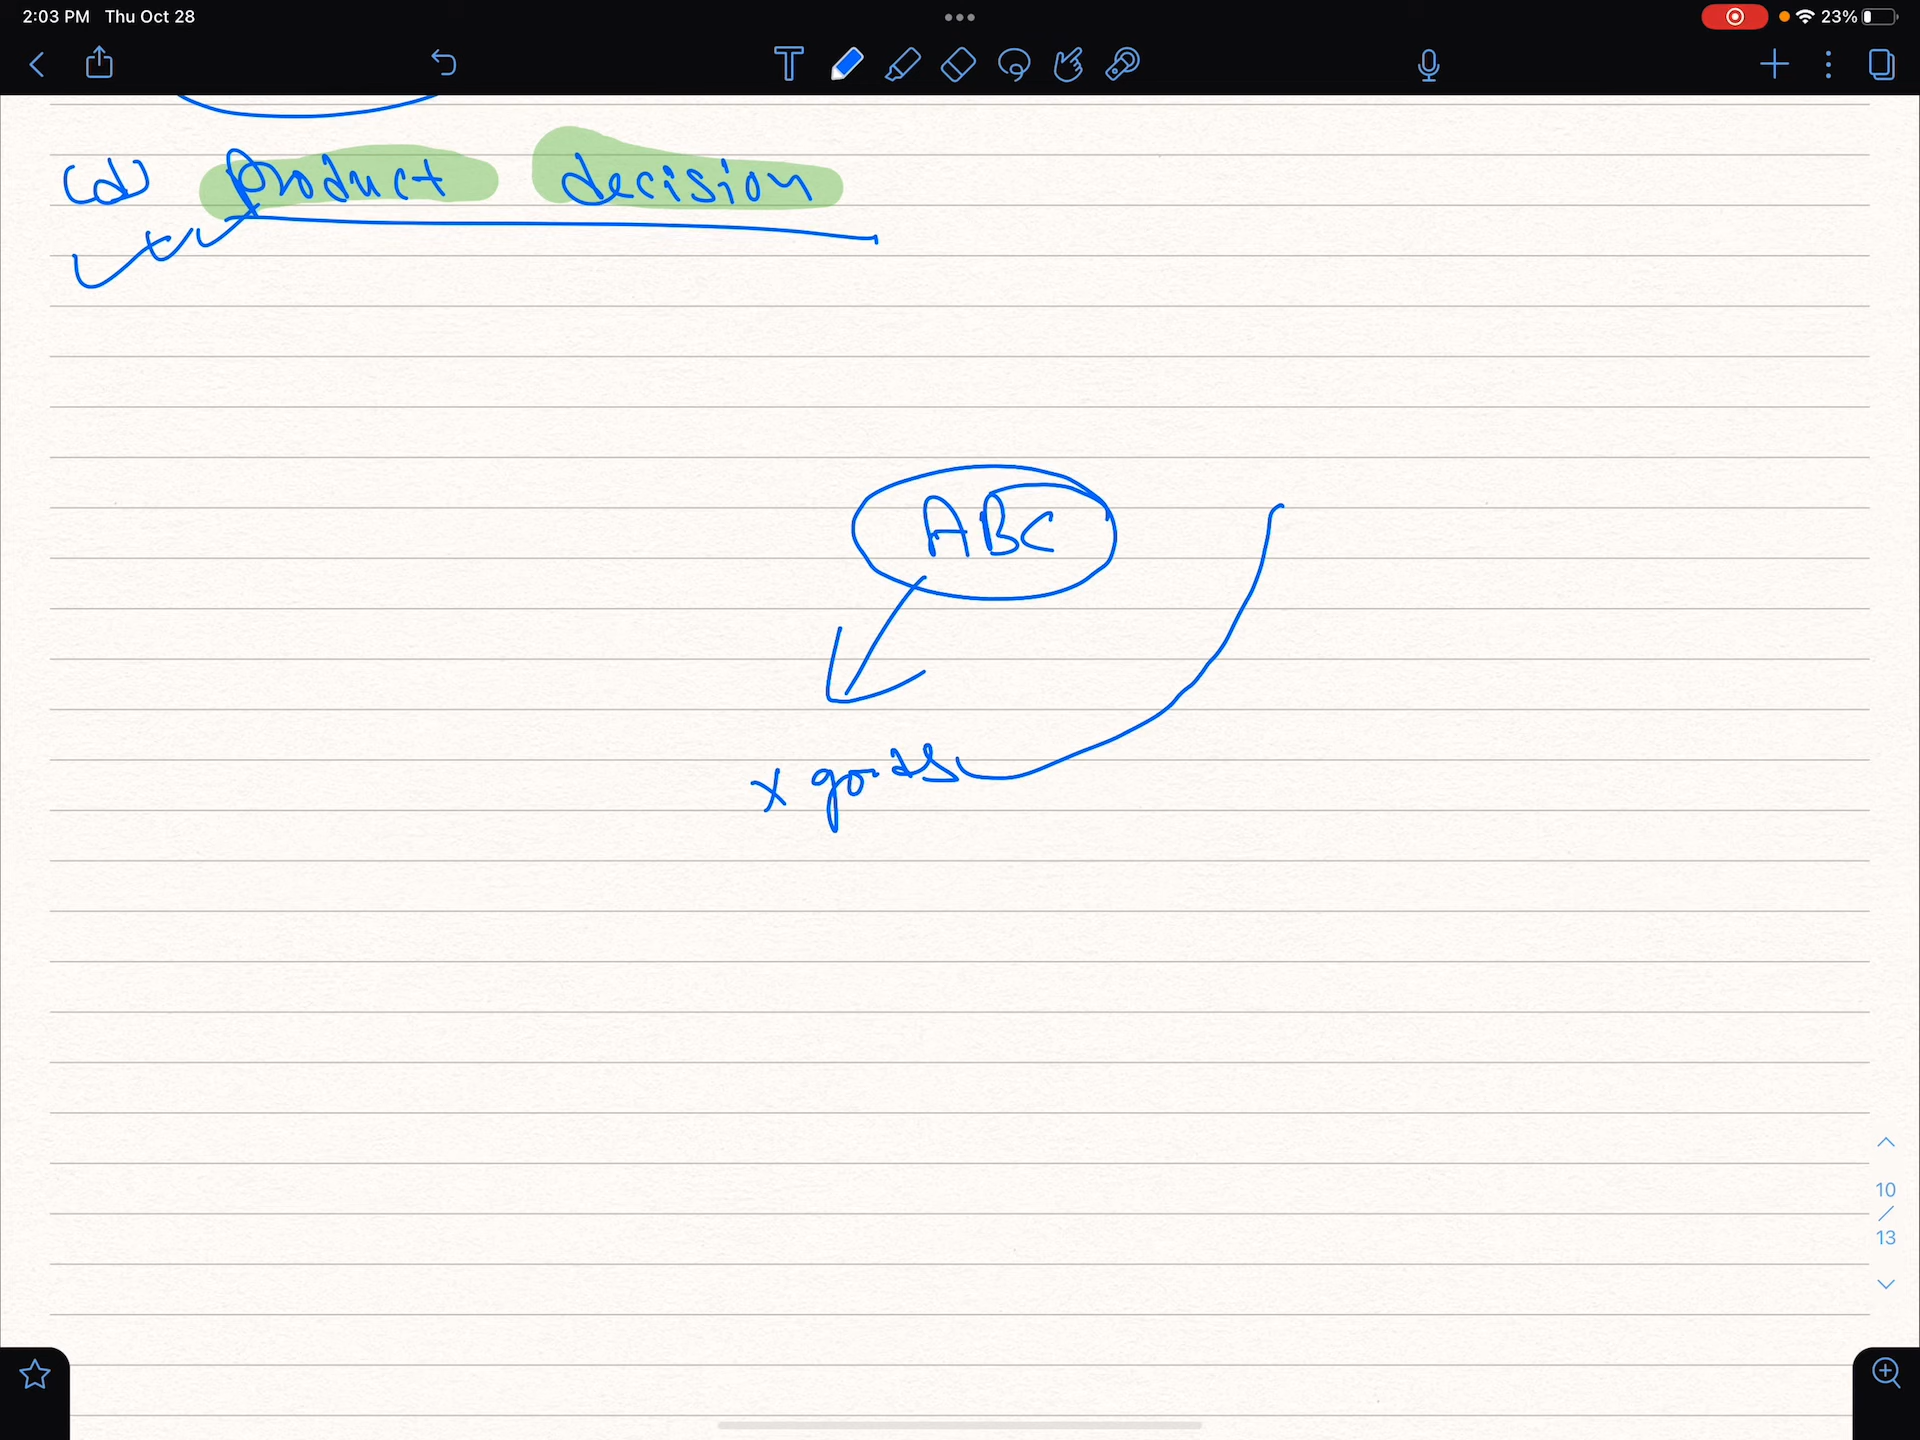 2:03 PM Thu Oct 28
23%
T
(d) Product decision
ABC
x goods
10
/
13